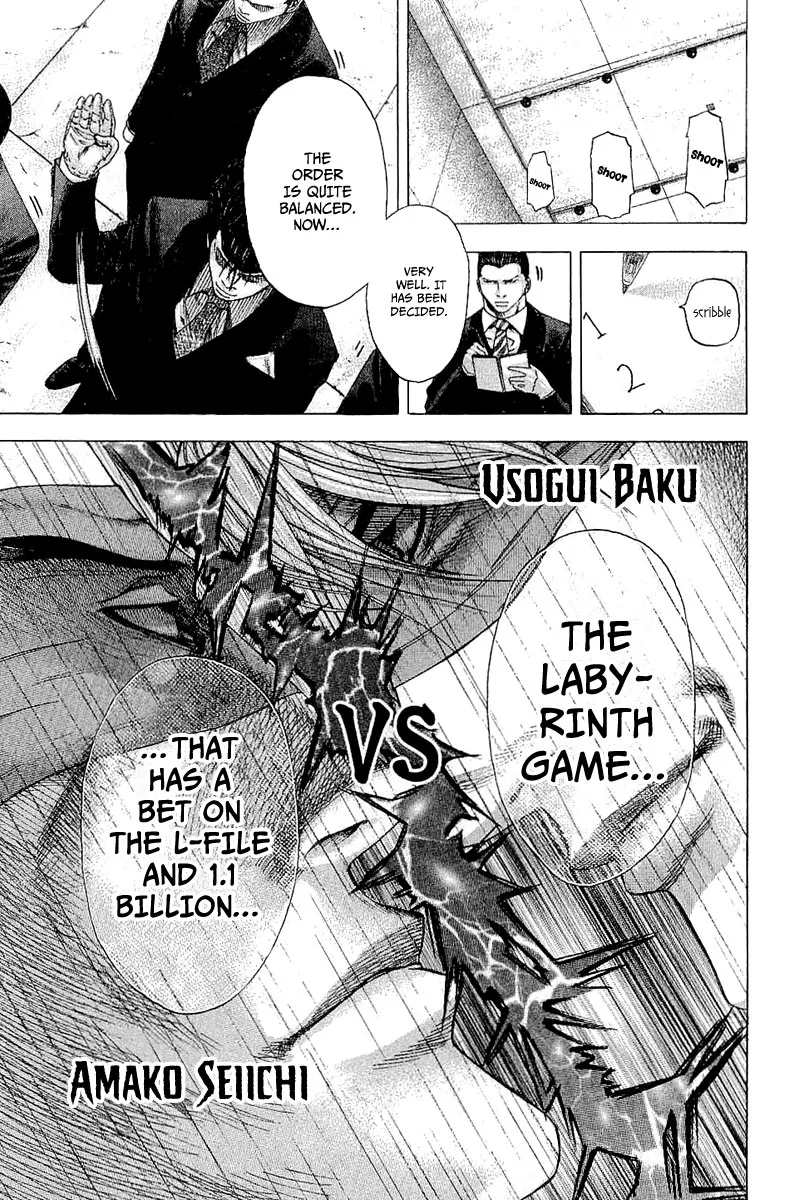 SHOOT
SHOOT
SHOOT
scribble
1
2
VERY
WELL. IT
HAS BEEN
DECIDED.
THE
ORDER
IS QUITE
BALANCED.
NOW...
USOGUI BAKU
THE
LABY-
RINTH
GAME...
VS
...THAT
HAS A
BET ON
THE L-FILE
AND 1.1
BILLION...
AMAKO SEIICHI